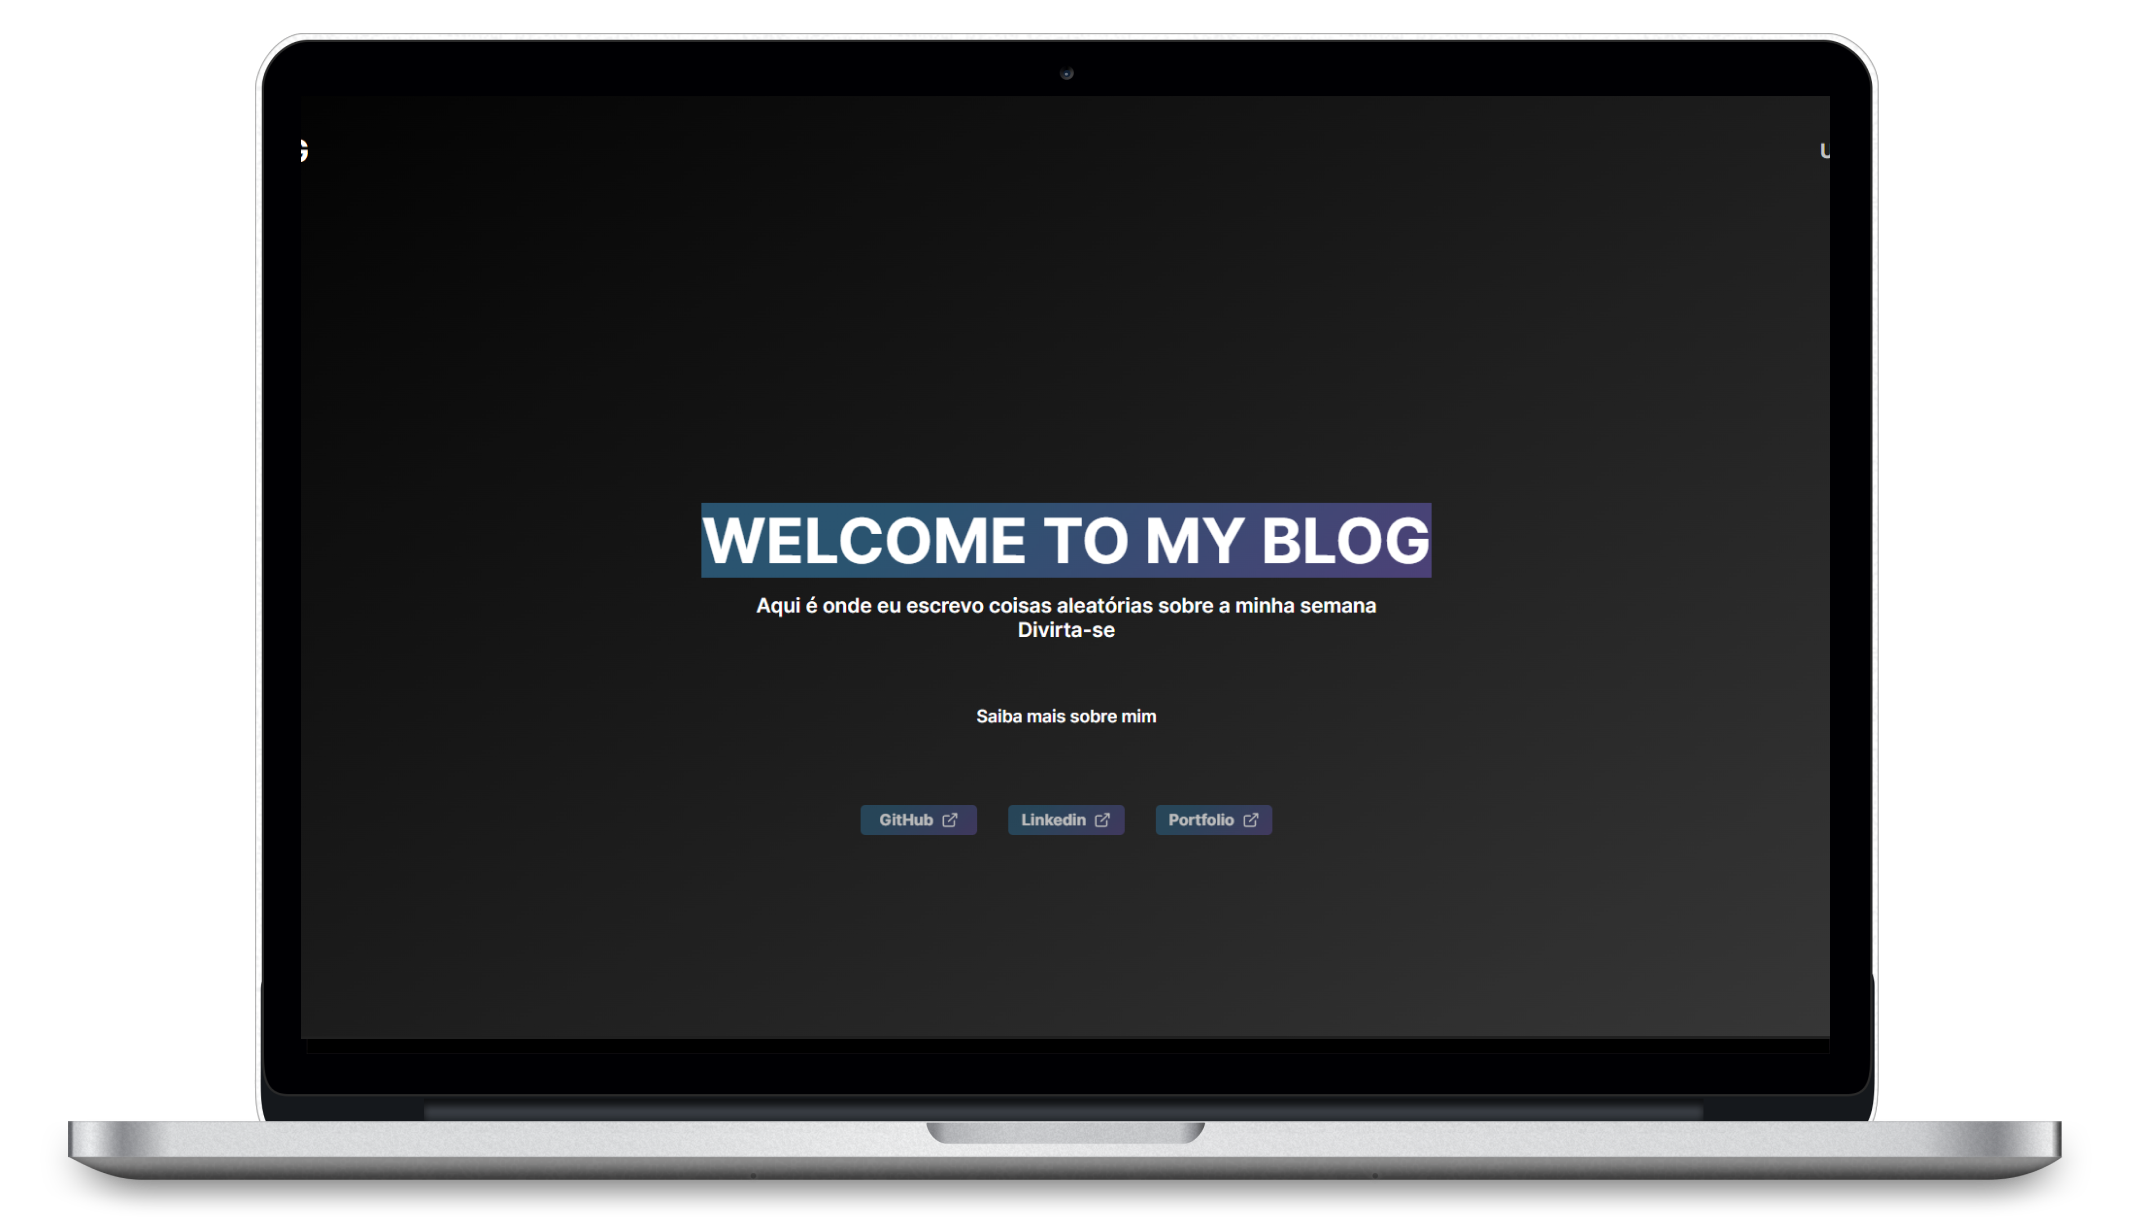 WELCOME TO MY BLOG
Aqui é onde eu escrevo coisas aleatórias sobre a minha semana
Divirta-se
Saiba mais sobre mim
GitHub
Linkedin
Portfolio